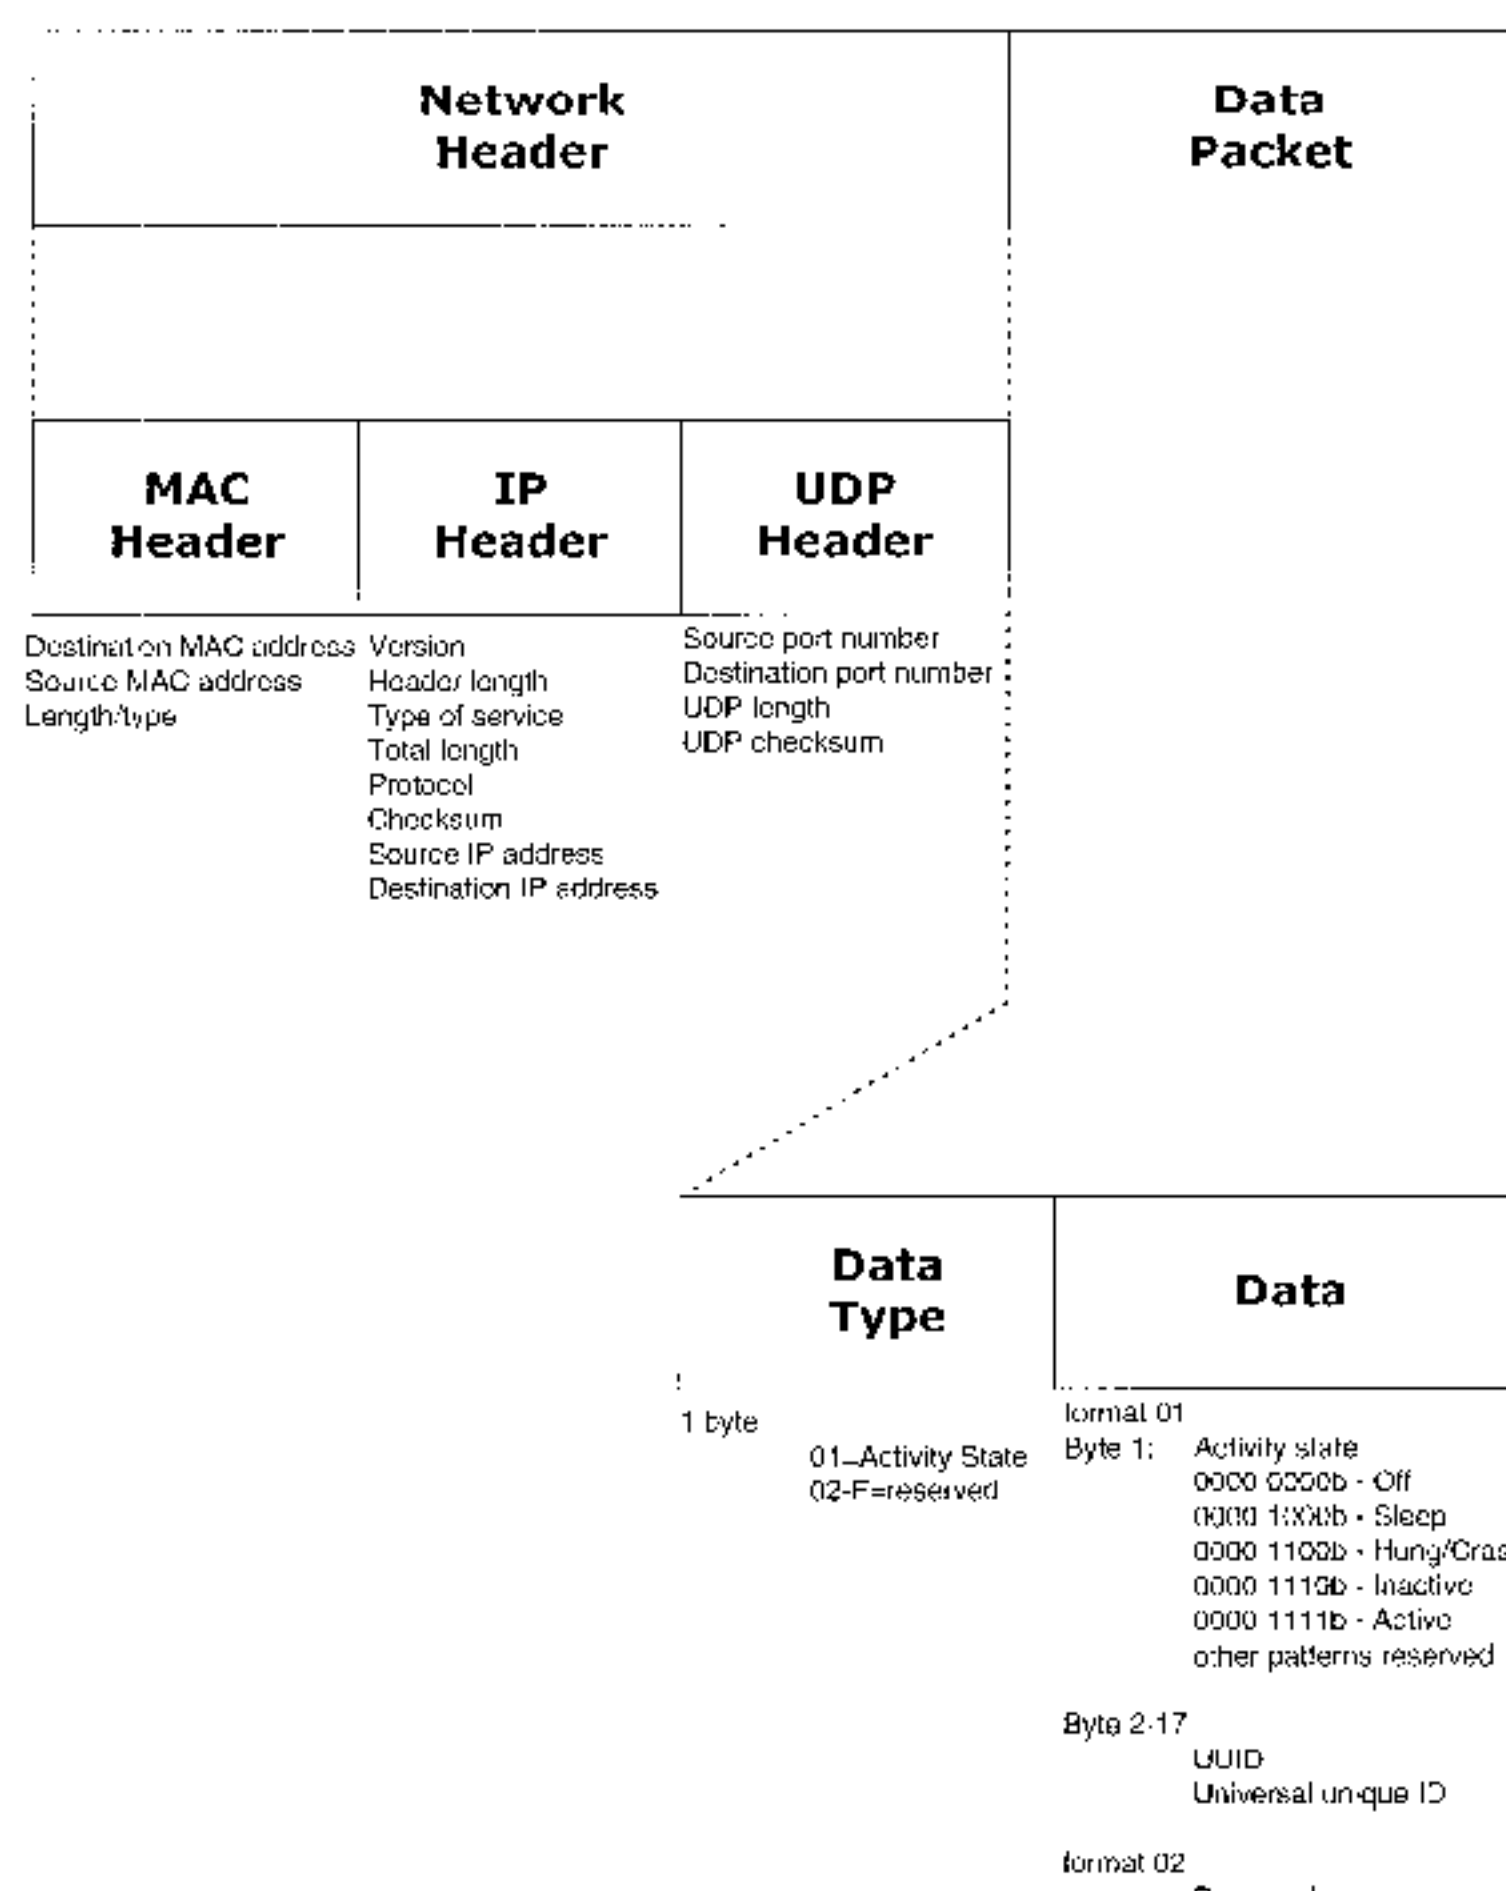 Network
Header
Data
Packet
MAC
Header
IP
Header
UDP
Header
Destination MAC address
Source MAC address
Length/type
Version
Header length
Type of service
Total length
Protocol
Checksum
Source IP address
Destination IP address
Source port number
Destination port number
UDP length
UDP checksum
Data
Type
Data
1 byte
01=Activity State
02-F=reserved
format 01
Byte 1: Activity state
0000 0000b - Off
0000 1000b - Sleep
0000 1100b - Hung/Cras
0000 1110b - Inactive
0000 1111b - Active
other patterns reserved
Byte 2-17
UUID
Universal unique ID
format 02